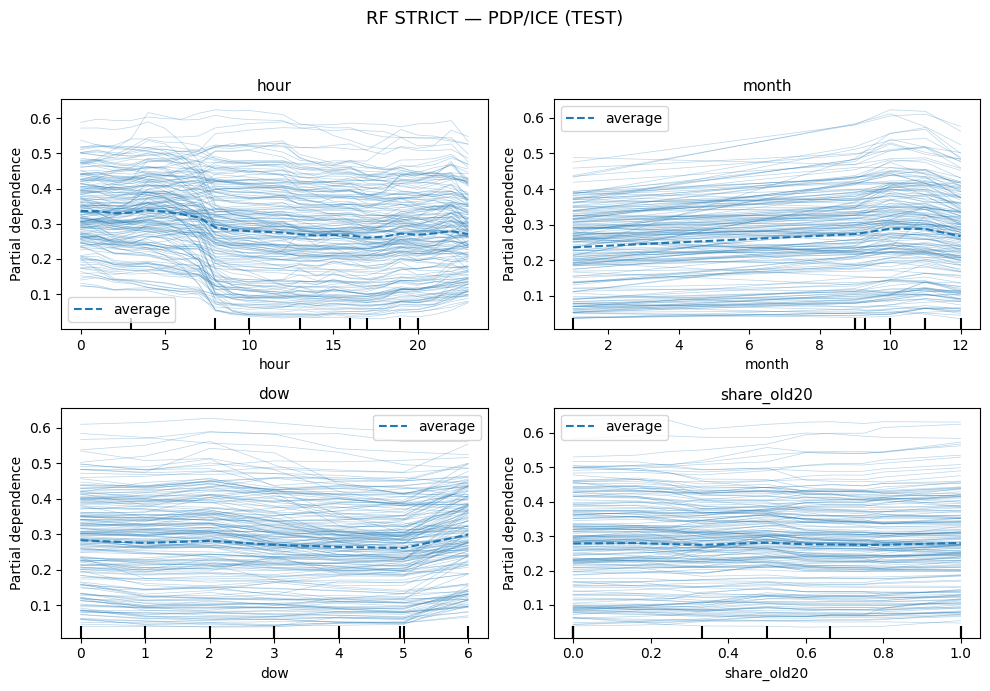 RF STRICT — PDP/ICE (TEST)
hour
month
Partial dependence
0.6
0.5
0.4
0.3
0.2
0.1
average
0 5 10 15 20
hour
Partial dependence
0.6
0.5
0.4
0.3
0.2
0.1
average
2 4 6 8 10 12
month
dow
share_old20
Partial dependence
0.6
0.5
0.4
0.3
0.2
0.1
average
0 1 2 3 4 5 6
dow
Partial dependence
0.6
0.5
0.4
0.3
0.2
0.1
average
0.0 0.2 0.4 0.6 0.8 1.0
share_old20